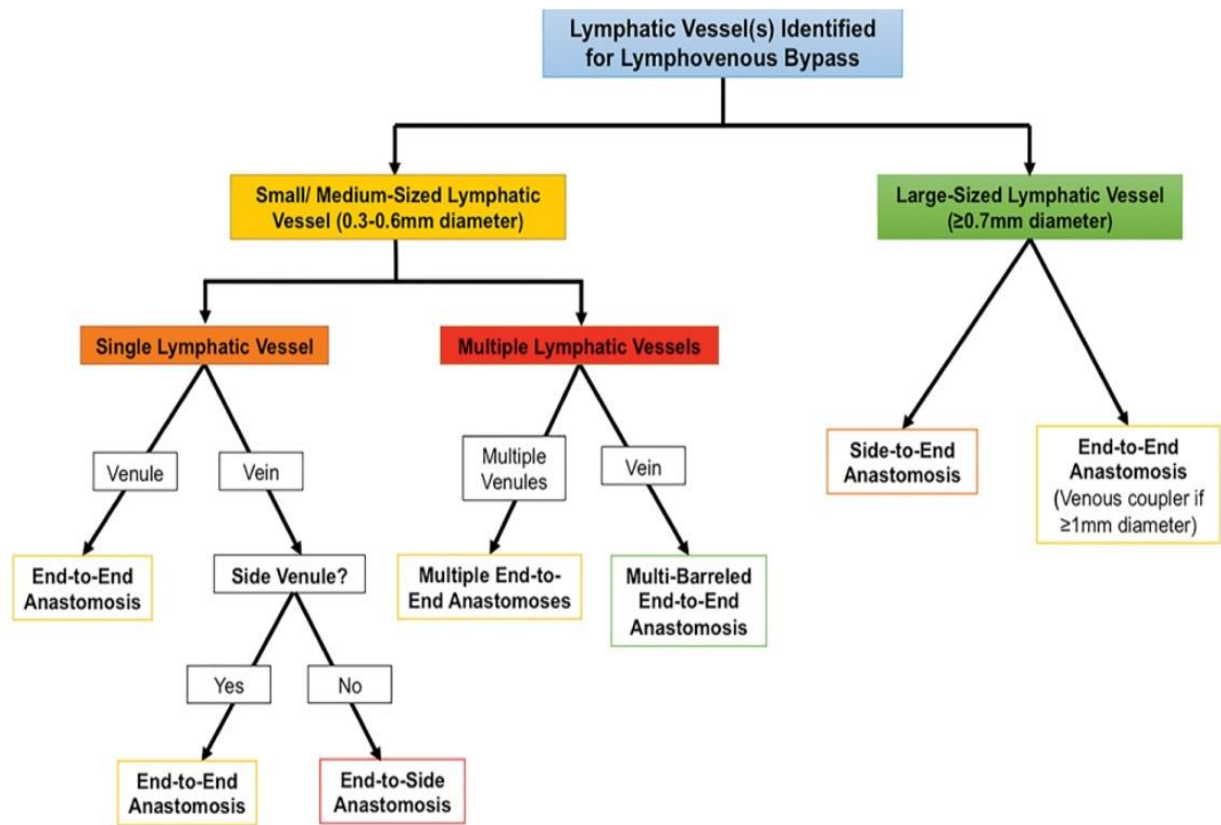 Lymphatic Vessel(s) Identified
for Lymphovenous Bypass
Small/ Medium-Sized Lymphatic
Vessel (0.3-0.6mm diameter)
Large-Sized Lymphatic Vessel
(≥0.7mm diameter)
Single Lymphatic Vessel
Multiple Lymphatic Vessels
Venule
Vein
Multiple
Venules
Vein
Side-to-End
Anastomosis
End-to-End
Anastomosis
(Venous coupler if
≥1mm diameter)
End-to-End
Anastomosis
Side Venule?
Multiple End-to-
End Anastomoses
Multi-Barreled
End-to-End
Anastomosis
Yes
No
End-to-End
Anastomosis
End-to-Side
Anastomosis